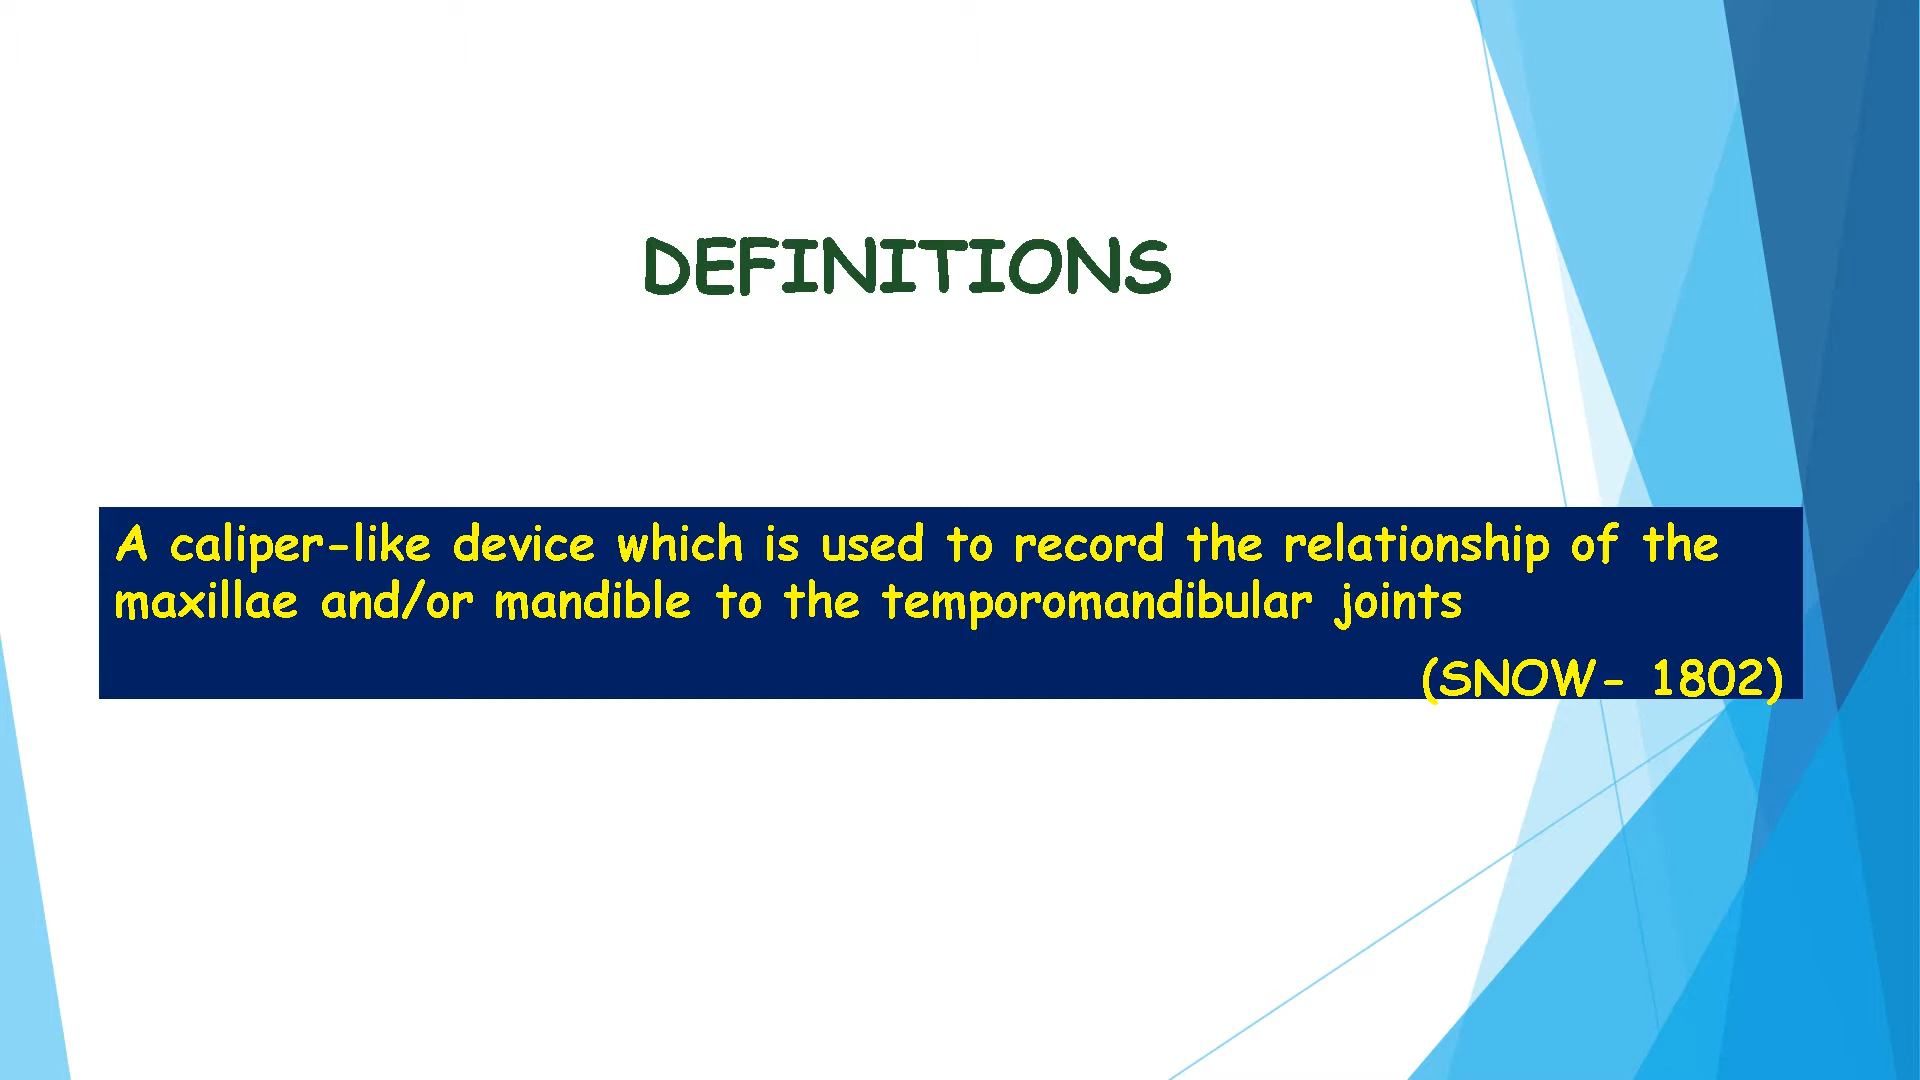 DEFINITIONS
A caliper-like device which is used to record the relationship of the
maxillae and/or mandible to the temporomandibular joints
(SNOW- 1802)